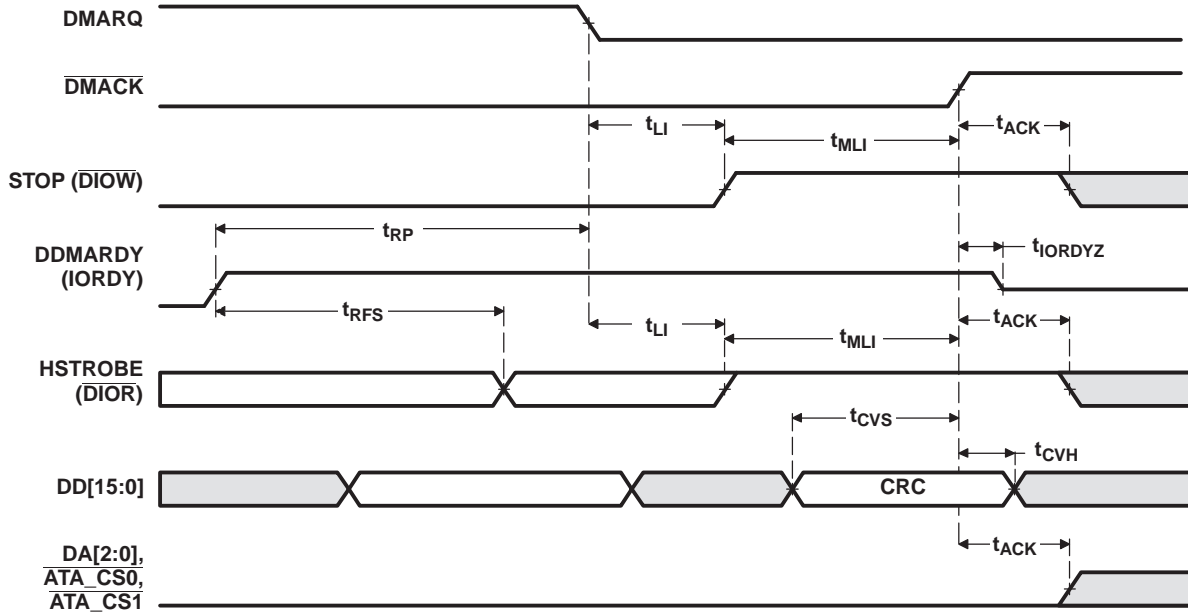 DMARQ
DMACK
tLI
tMLI
tACK
STOP (DIOW)
tRP
DDMARDY
(IORDY)
tIORDYZ
tRFS
tLI
tMLI
tACK
HSTROBE
(DIOR)
tCVS
tCVH
DD[15:0]
CRC
tACK
DA[2:0],
ATA_CS0,
ATA_CS1